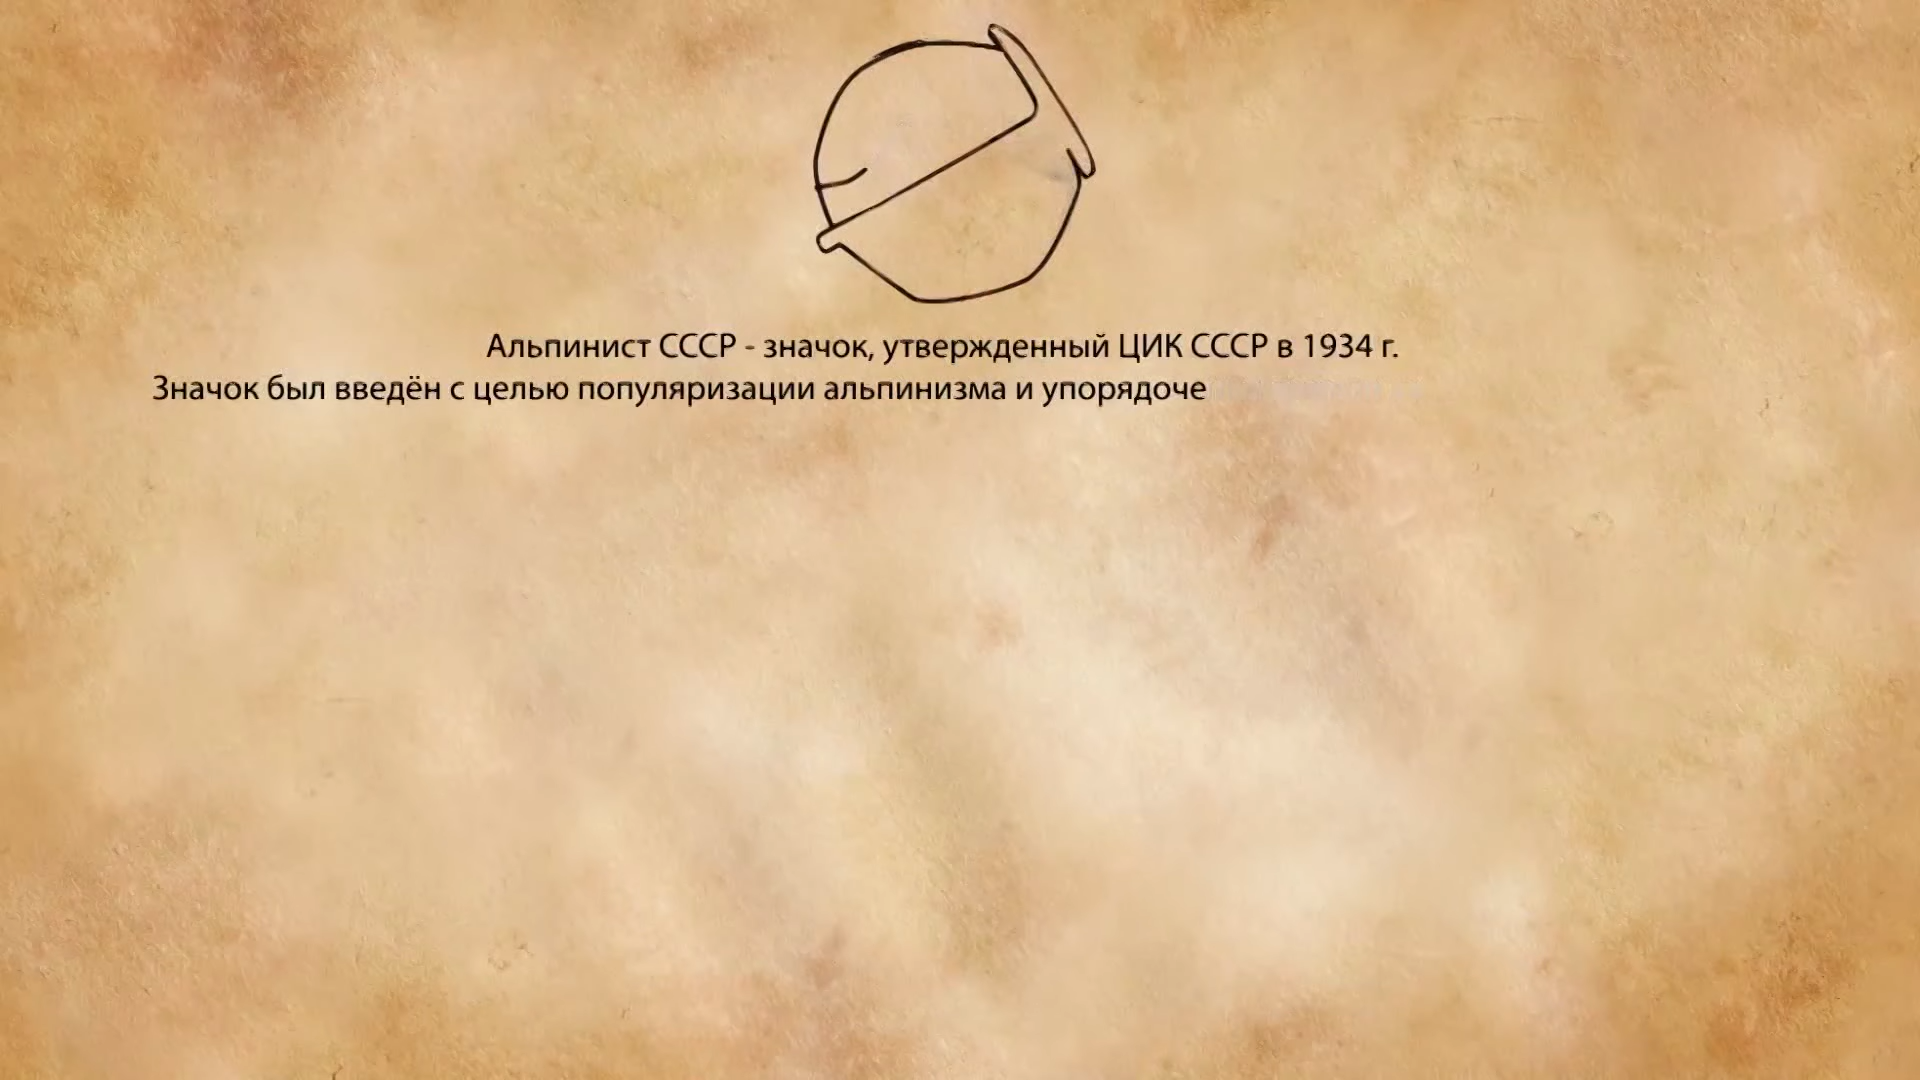 Альпинист СССР - значок, утвержденный ЦИК СССР в 1934 г.
Значок был введён с целью популяризации альпинизма и упорядоче